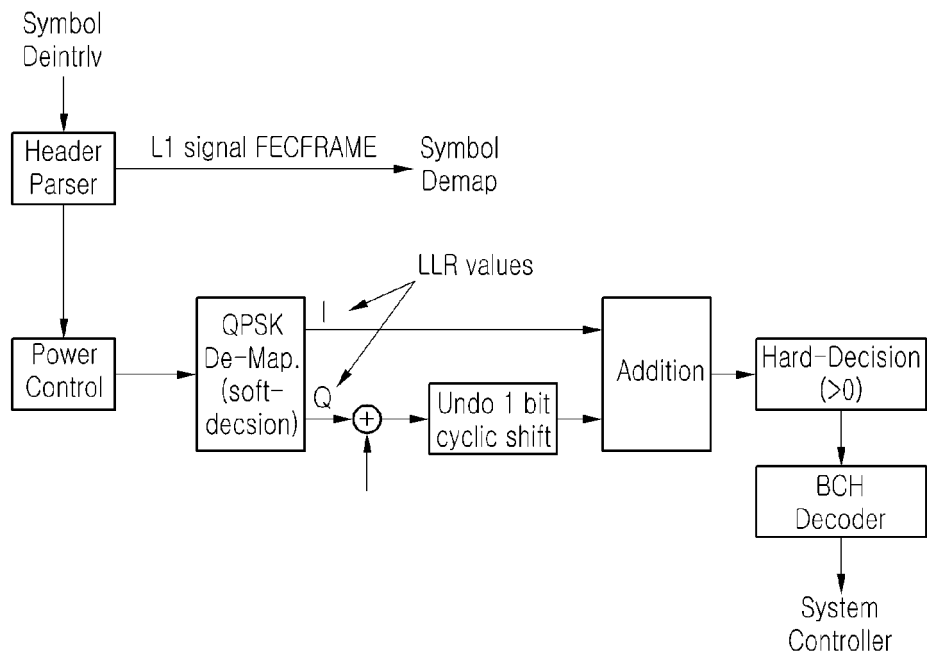 Symbol
Deintrlv
Header
Parser
L1 signal FECFRAME
Symbol
Demap
LLR values
Power
Control
QPSK
De-Map.
(soft-
decsion)
I
Q
+
Undo 1 bit
cyclic shift
Addition
Hard-Decision
(>0)
BCH
Decoder
System
Controller